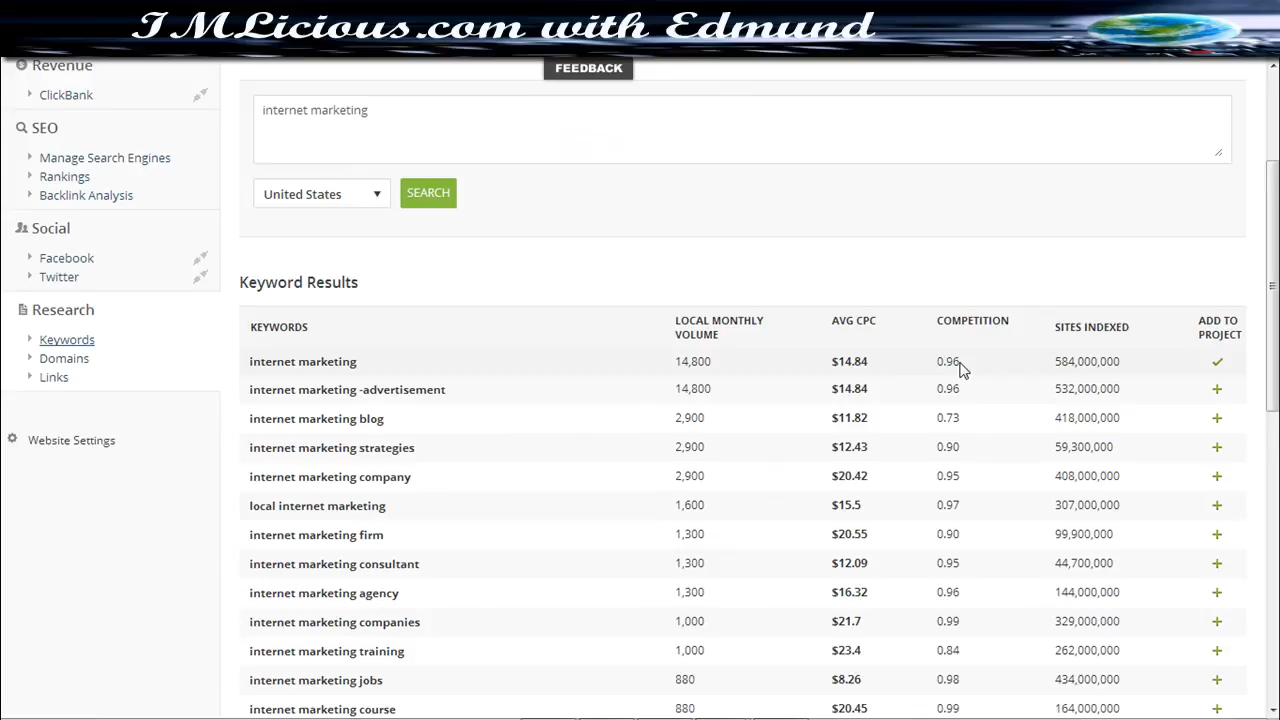 IMLicious.com with Edmund
FEEDBACK
Revenue
ClickBank
SEO
Manage Search Engines
Rankings
Backlink Analysis
Social
Facebook
Twitter
Research
Keywords
Domains
Links
Website Settings
internet marketing
United States
SEARCH
Keyword Results
KEYWORDS LOCAL MONTHLY VOLUME AVG CPC COMPETITION SITES INDEXED ADD TO PROJECT
internet marketing 14,800 $14.84 0.96 584,000,000
internet marketing -advertisement 14,800 $14.84 0.96 532,000,000
internet marketing blog 2,900 $11.82 0.73 418,000,000
internet marketing strategies 2,900 $12.43 0.90 59,300,000
internet marketing company 2,900 $20.42 0.95 408,000,000
local internet marketing 1,600 $15.5 0.97 307,000,000
internet marketing firm 1,300 $20.55 0.90 99,900,000
internet marketing consultant 1,300 $12.09 0.95 44,700,000
internet marketing agency 1,300 $16.32 0.96 144,000,000
internet marketing companies 1,000 $21.7 0.99 329,000,000
internet marketing training 1,000 $23.4 0.84 262,000,000
internet marketing jobs 880 $8.26 0.98 434,000,000
internet marketing course 880 $20.45 0.99 164,000,000